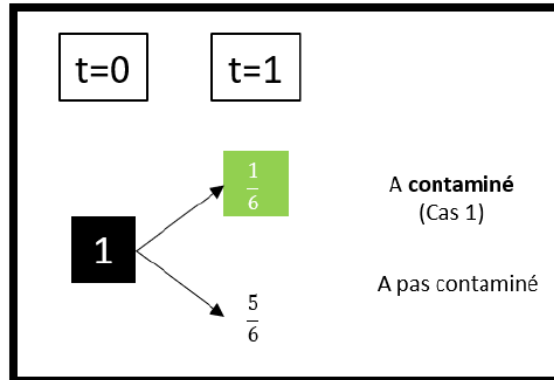 t=0 t=1
1/6
A contaminé
(Cas 1)
1
A pas contaminé
5/6